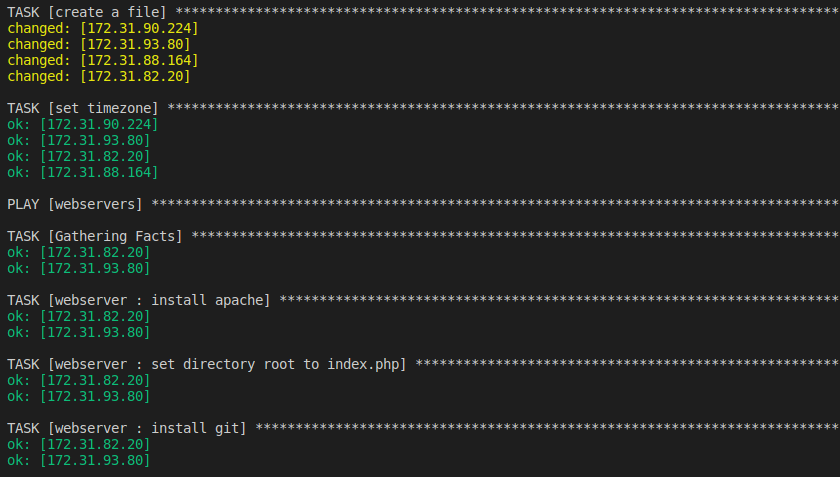 TASK [create a file] ***********************************************************************************
changed: [172.31.90.224]
changed: [172.31.93.80]
changed: [172.31.88.164]
changed: [172.31.82.20]
TASK [set timezone] ************************************************************************************
ok: [172.31.90.224]
ok: [172.31.93.80]
ok: [172.31.82.20]
ok: [172.31.88.164]
PLAY [webservers] **************************************************************************************
TASK [Gathering Facts] *********************************************************************************
ok: [172.31.82.20]
ok: [172.31.93.80]
TASK [webserver : install apache] **********************************************************************
ok: [172.31.82.20]
ok: [172.31.93.80]
TASK [webserver : set directory root to index.php] *****************************************************
ok: [172.31.82.20]
ok: [172.31.93.80]
TASK [webserver : install git] *************************************************************************
ok: [172.31.82.20]
ok: [172.31.93.80]